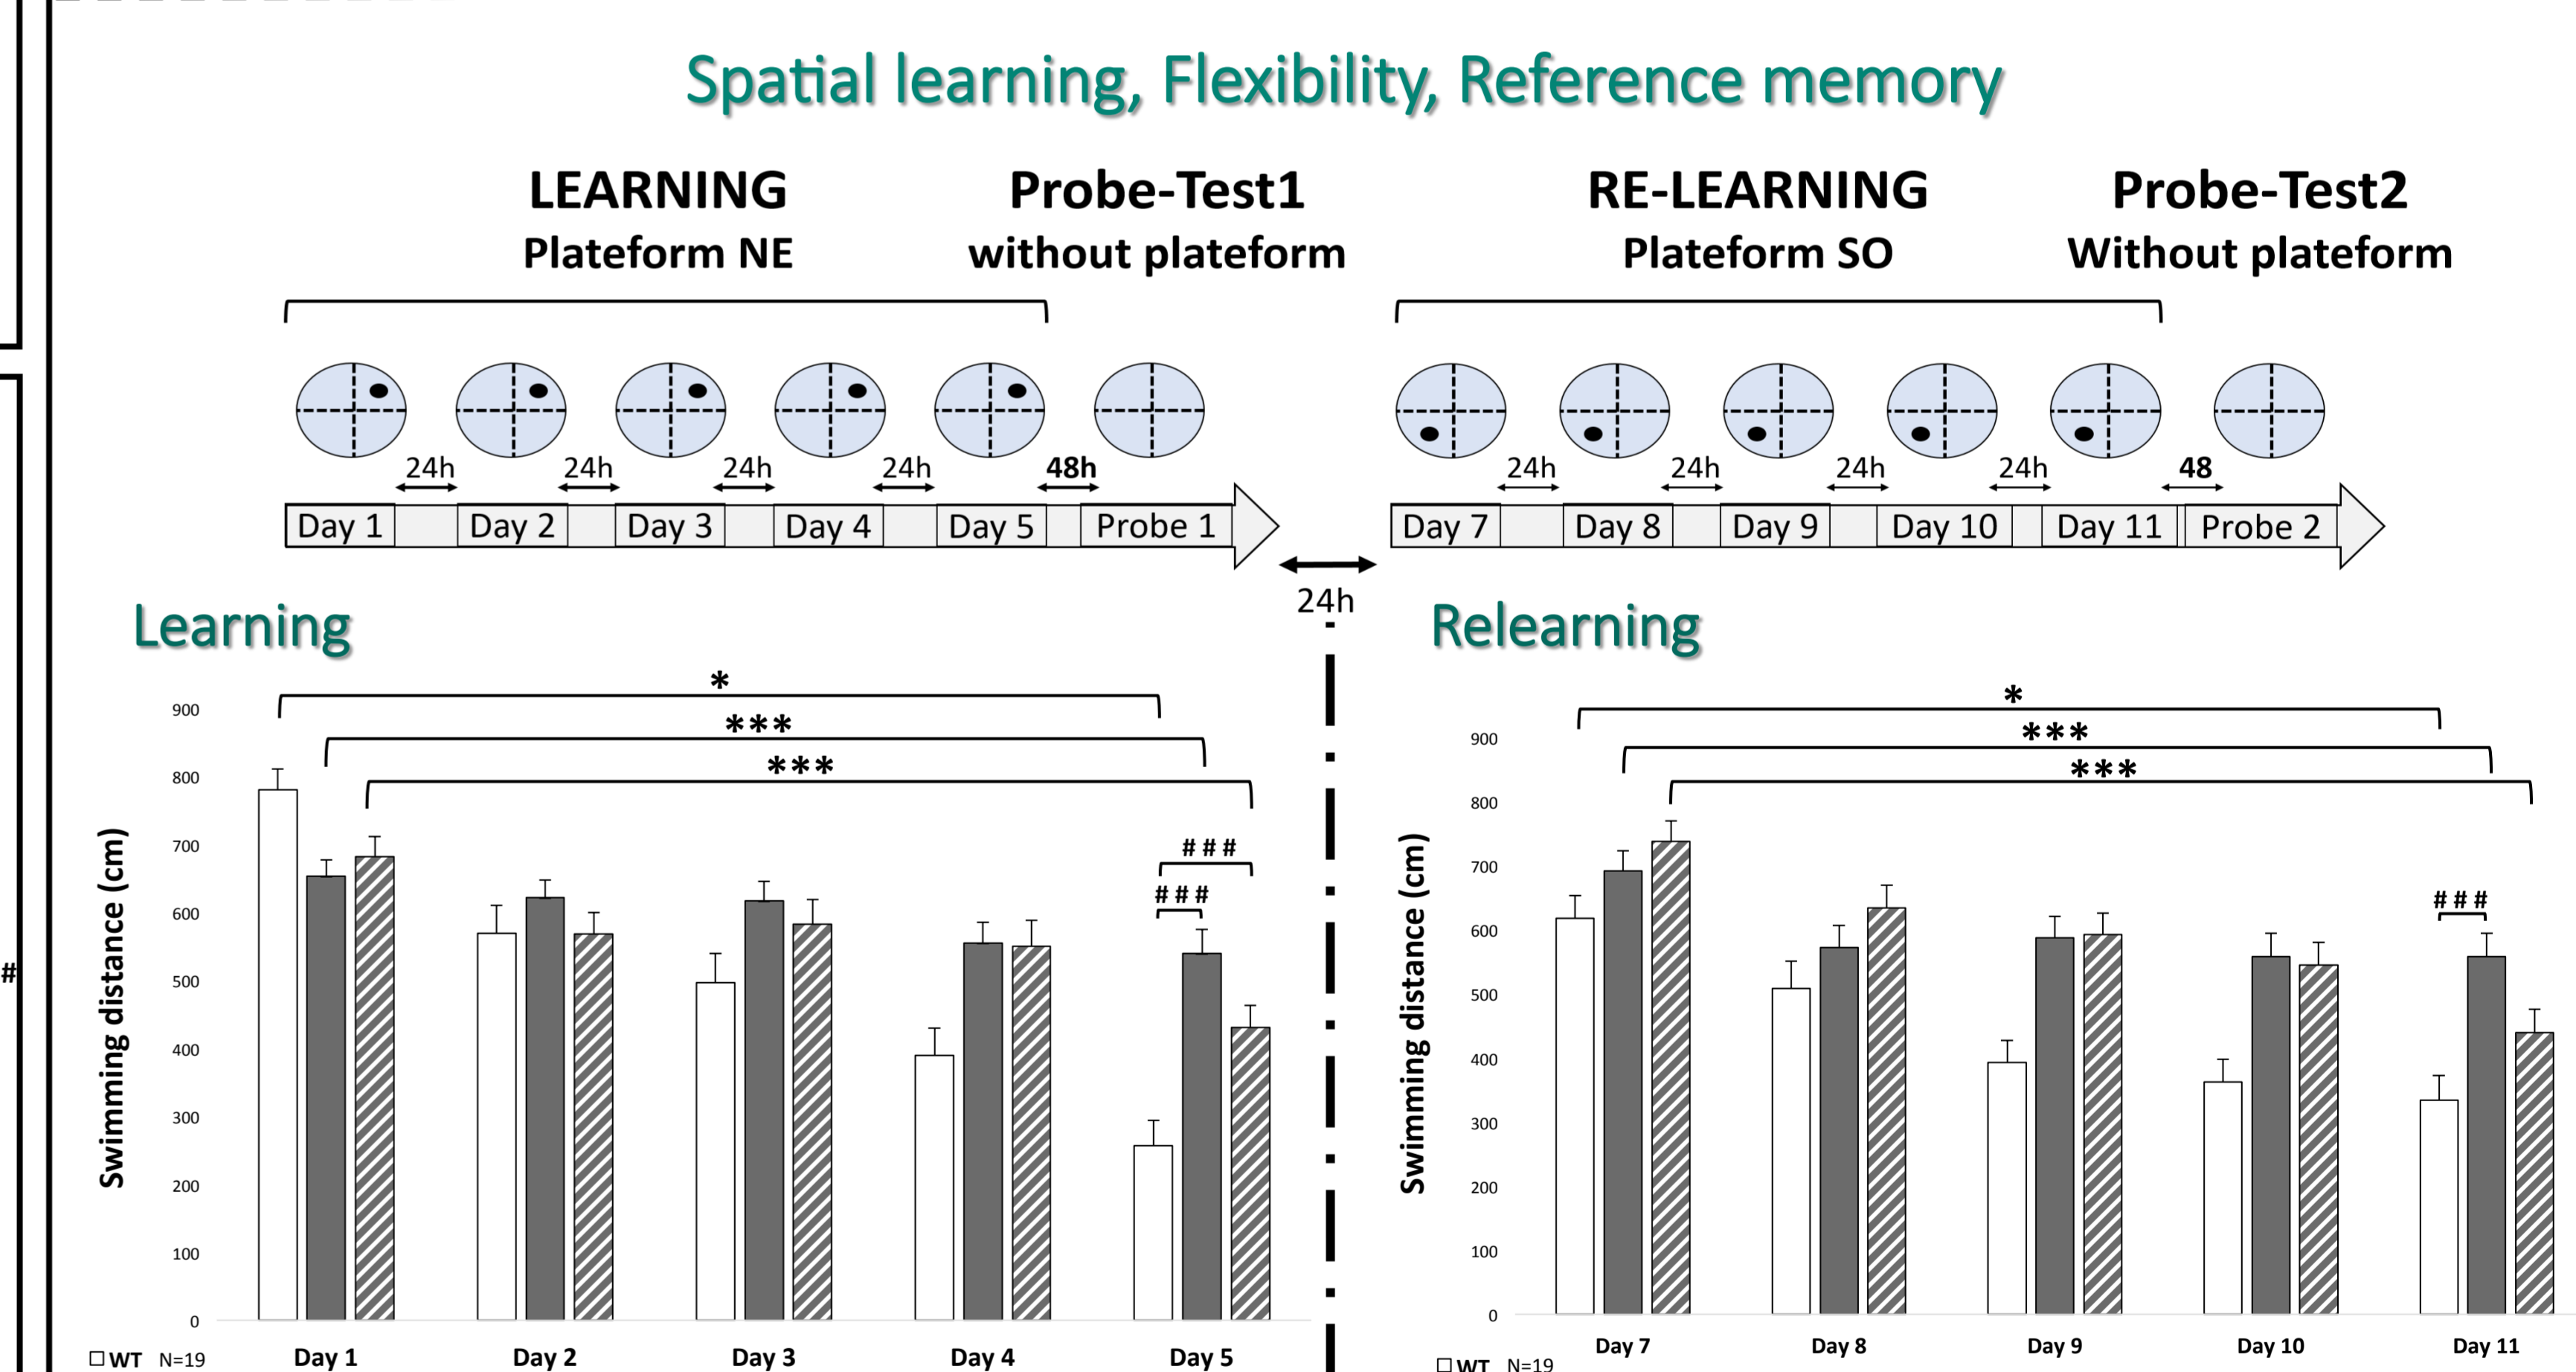 Spatial learning, Flexibility, Reference memory
LEARNING
Plateform NE
Probe-Test1
without plateform
RE-LEARNING
Plateform SO
Probe-Test2
Without plateform
24h 24h 24h 24h 48h
Day 1 Day 2 Day 3 Day 4 Day 5 Probe 1
24h 24h 24h 24h 48
Day 7 Day 8 Day 9 Day 10 Day 11 Probe 2
24h
Learning
*
***
***
# # #
# # #
Swimming distance (cm)
900
800
700
600
500
400
300
200
100
0
Day 1 Day 2 Day 3 Day 4 Day 5
WT N=19
Relearning
*
***
***
# # #
Swimming distance (cm)
900
800
700
600
500
400
300
200
100
0
Day 7 Day 8 Day 9 Day 10 Day 11
WT N=19
#